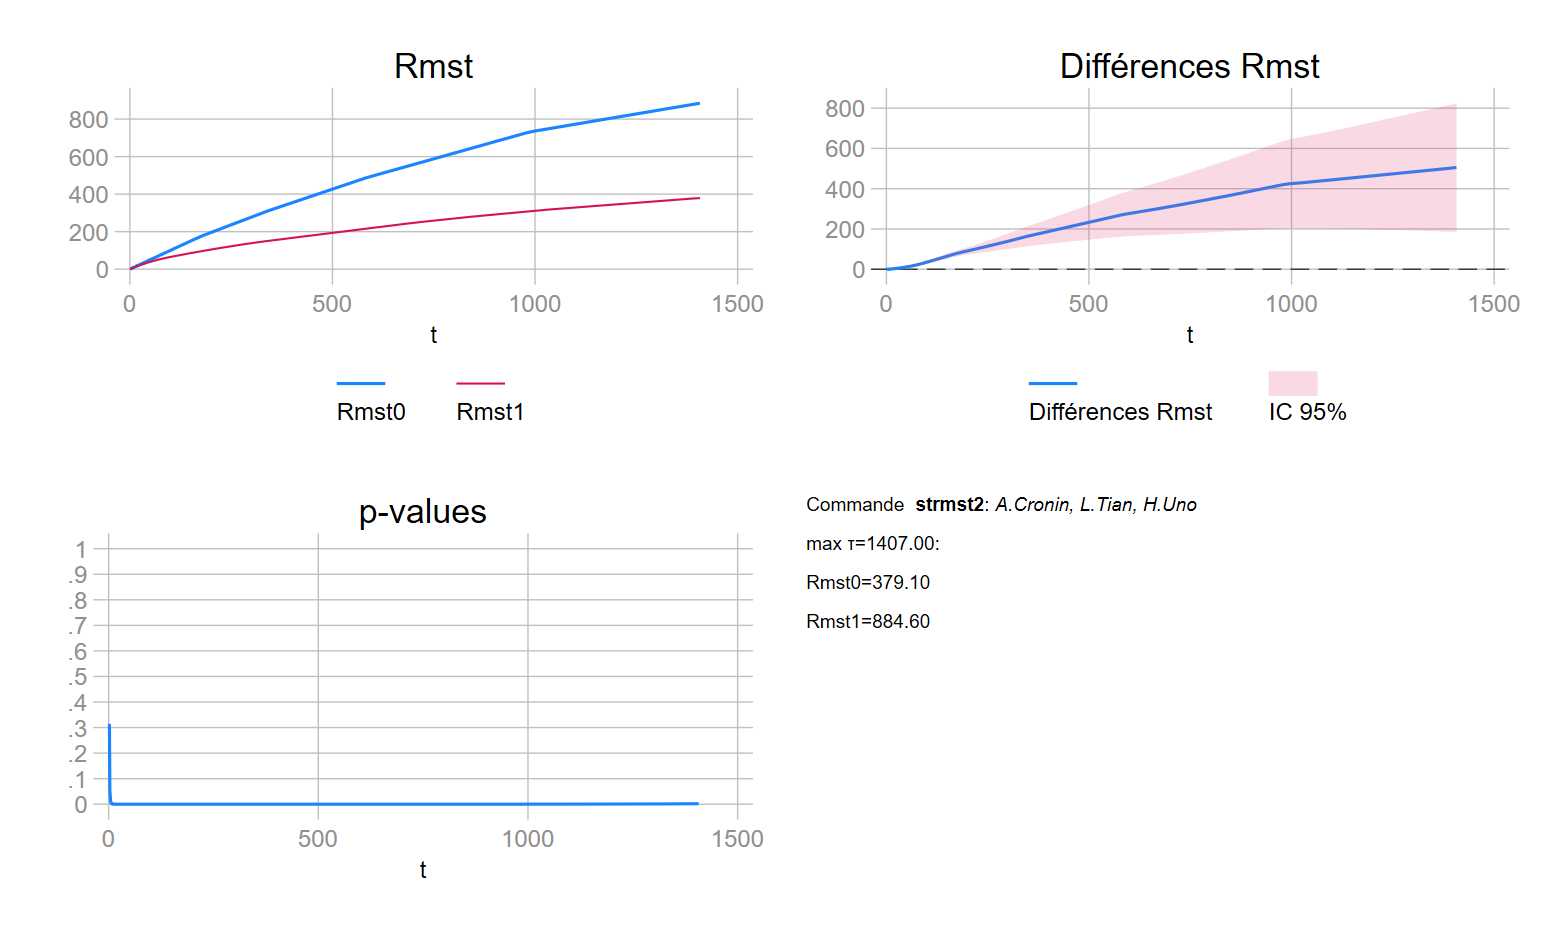 Rmst
800
600
400
200
0
0 500 1000 1500
t
Rmst0 Rmst1
Différences Rmst
800
600
400
200
0
0 500 1000 1500
t
Différences Rmst IC 95%
p-values
1
.9
.8
.7
.6
.5
.4
.3
.2
.1
0
0 500 1000 1500
t
Commande strmst2: A.Cronin, L.Tian, H.Uno
max τ=1407.00:
Rmst0=379.10
Rmst1=884.60